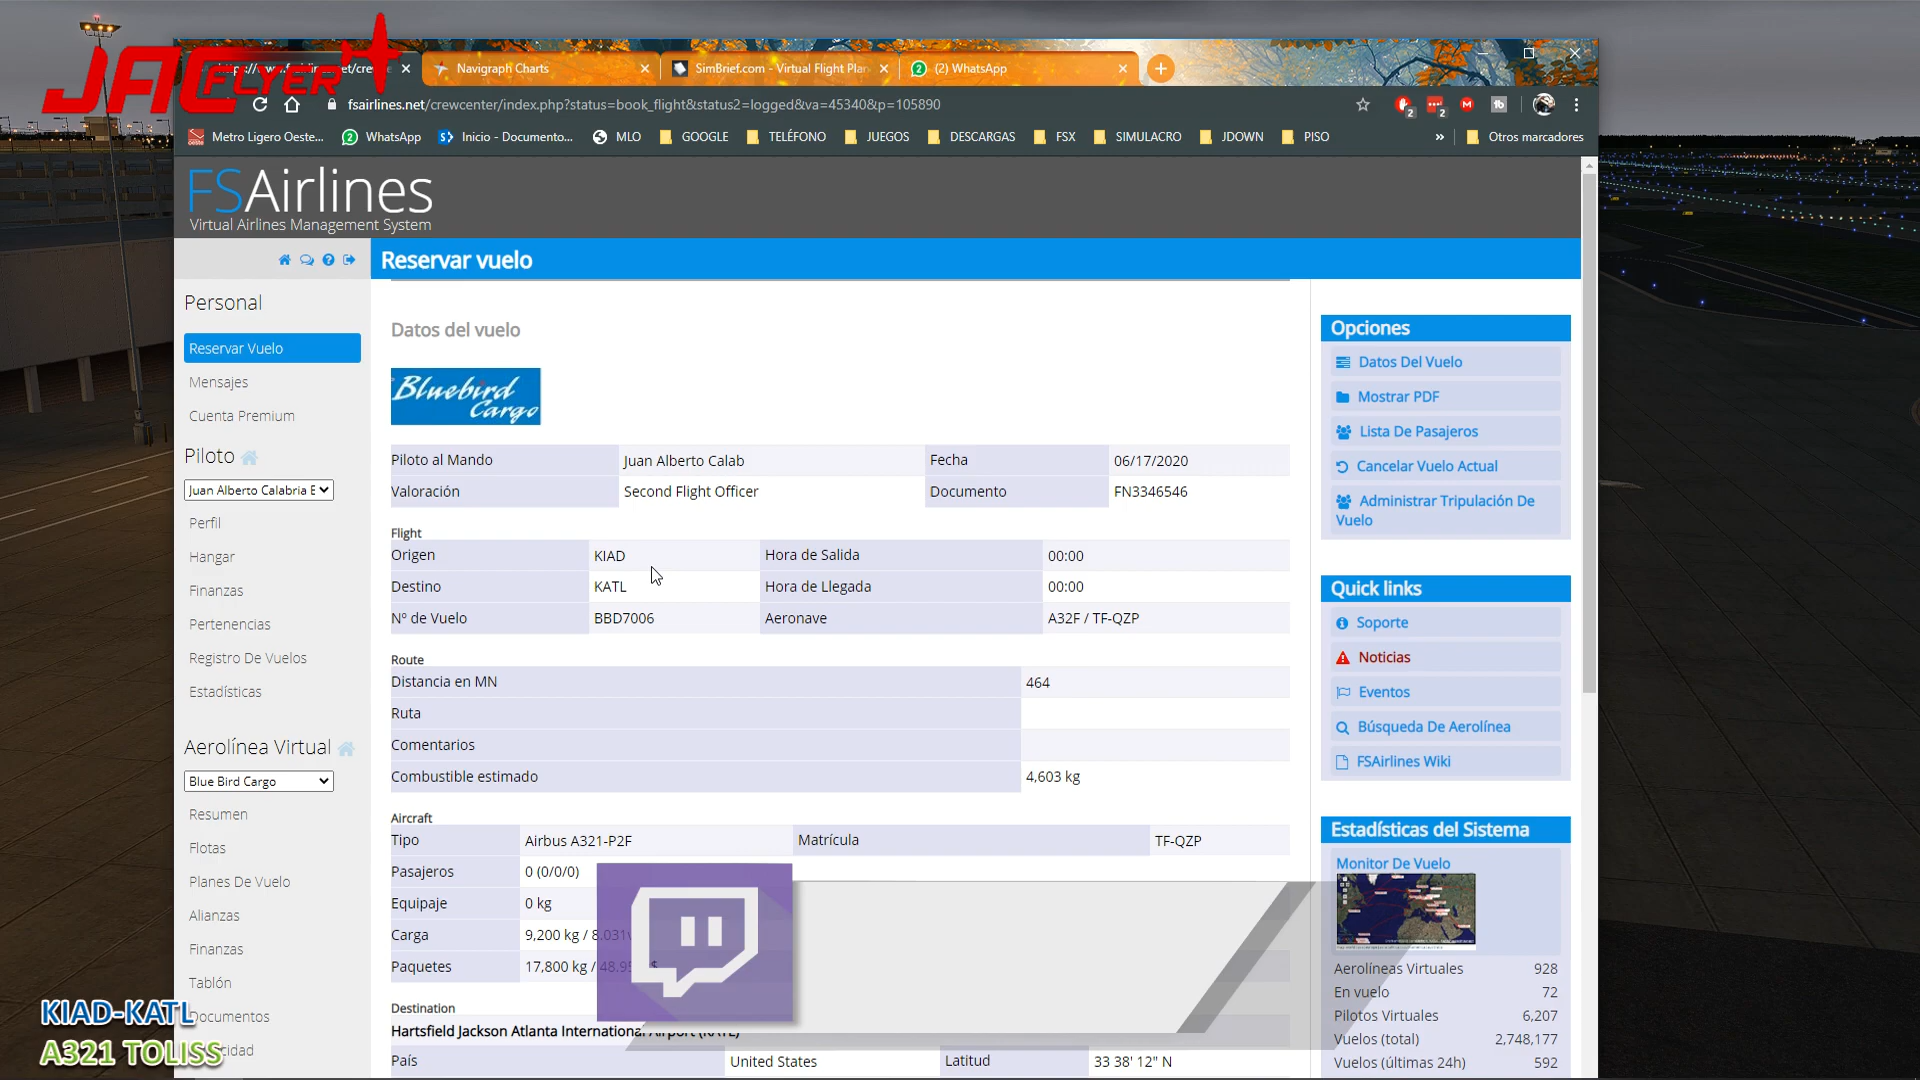 JACFLYER
Navigraph Charts
SimBrief.com - Virtual Flight Plan
(2) WhatsApp
fsairlines.net/crewcenter/index.php?status=book_flight&status2=logged&va=45340&p=105890
2
2
Metro Ligero Oeste...
WhatsApp
Inicio - Documento...
MLO
GOOGLE
TELÉFONO
JUEGOS
DESCARGAS
FSX
SIMULACRO
JDOWN
PISO
»
Otros marcadores
FSAirlines
Virtual Airlines Management System
Reservar vuelo
Personal
Reservar Vuelo
Mensajes
Cuenta Premium
Piloto
Juan Alberto Calabria E
Perfil
Hangar
Finanzas
Pertenencias
Registro De Vuelos
Estadísticas
Aerolínea Virtual
Blue Bird Cargo
Resumen
Flotas
Planes De Vuelo
Alianzas
Finanzas
Tablón
Documentos
KIAD-KATL
A321 TOLISS
Datos del vuelo
Bluebird
Cargo
Piloto al Mando Juan Alberto Calab Fecha 06/17/2020
Valoración Second Flight Officer Documento FN3346546
Flight
Origen KIAD Hora de Salida 00:00
Destino KATL Hora de Llegada 00:00
Nº de Vuelo BBD7006 Aeronave A32F / TF-QZP
Route
Distancia en MN 464
Ruta
Comentarios
Combustible estimado 4,603 kg
Aircraft
Tipo Airbus A321-P2F Matrícula TF-QZP
Pasajeros 0 (0/0/0)
Equipaje 0 kg
Carga 9,200 kg / 8.031v
Paquetes 17,800 kg /
Destination
Hartsfield Jackson Atlanta International Airport (KATL)
País United States Latitud 33 38' 12" N
Opciones
Datos Del Vuelo
Mostrar PDF
Lista De Pasajeros
Cancelar Vuelo Actual
Administrar Tripulación De
Vuelo
Quick links
Soporte
Noticias
Eventos
Búsqueda De Aerolínea
FSAirlines Wiki
Estadísticas del Sistema
Monitor De Vuelo
Aerolíneas Virtuales 928
En vuelo 72
Pilotos Virtuales 6,207
Vuelos (total) 2,748,177
Vuelos (últimas 24h) 592